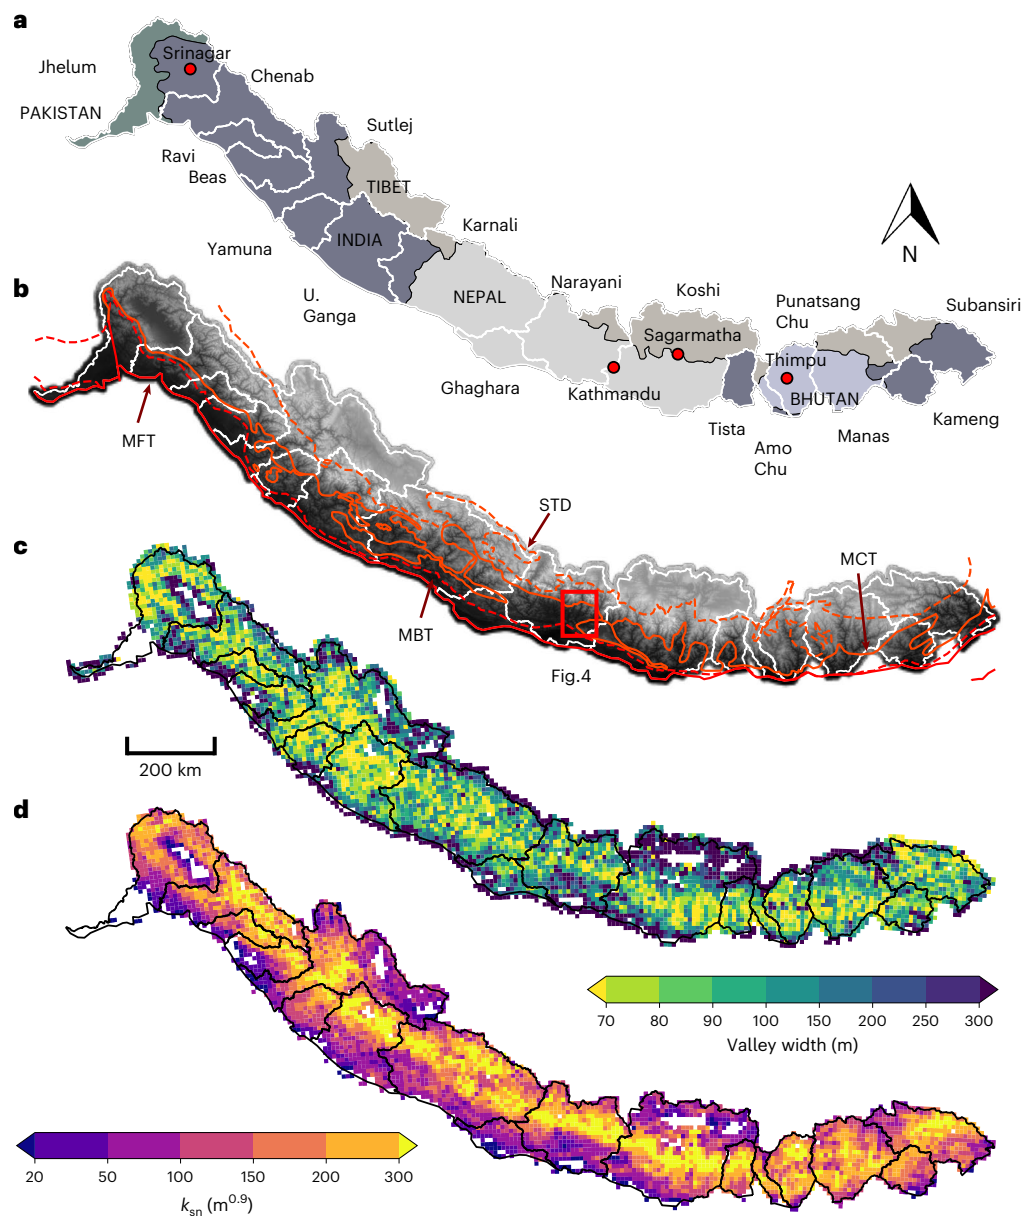 a
Srinagar
Jhelum
Chenab
PAKISTAN
Sutlej
Ravi
Beas
TIBET
Karnali
INDIA
Yamuna
N
b
U.
Ganga
NEPAL
Narayani
Koshi
Punatsang
Chu
Subansiri
Sagarmatha
Thimpu
Ghaghara
Kathmandu
BHUTAN
Tista
Manas
Kameng
Amo
Chu
MFT
STD
MCT
MBT
Fig.4
c
200 km
70 80 90 100 150 200 250 300
Valley width (m)
d
20 50 100 150 200 300
ksn (m0.9)